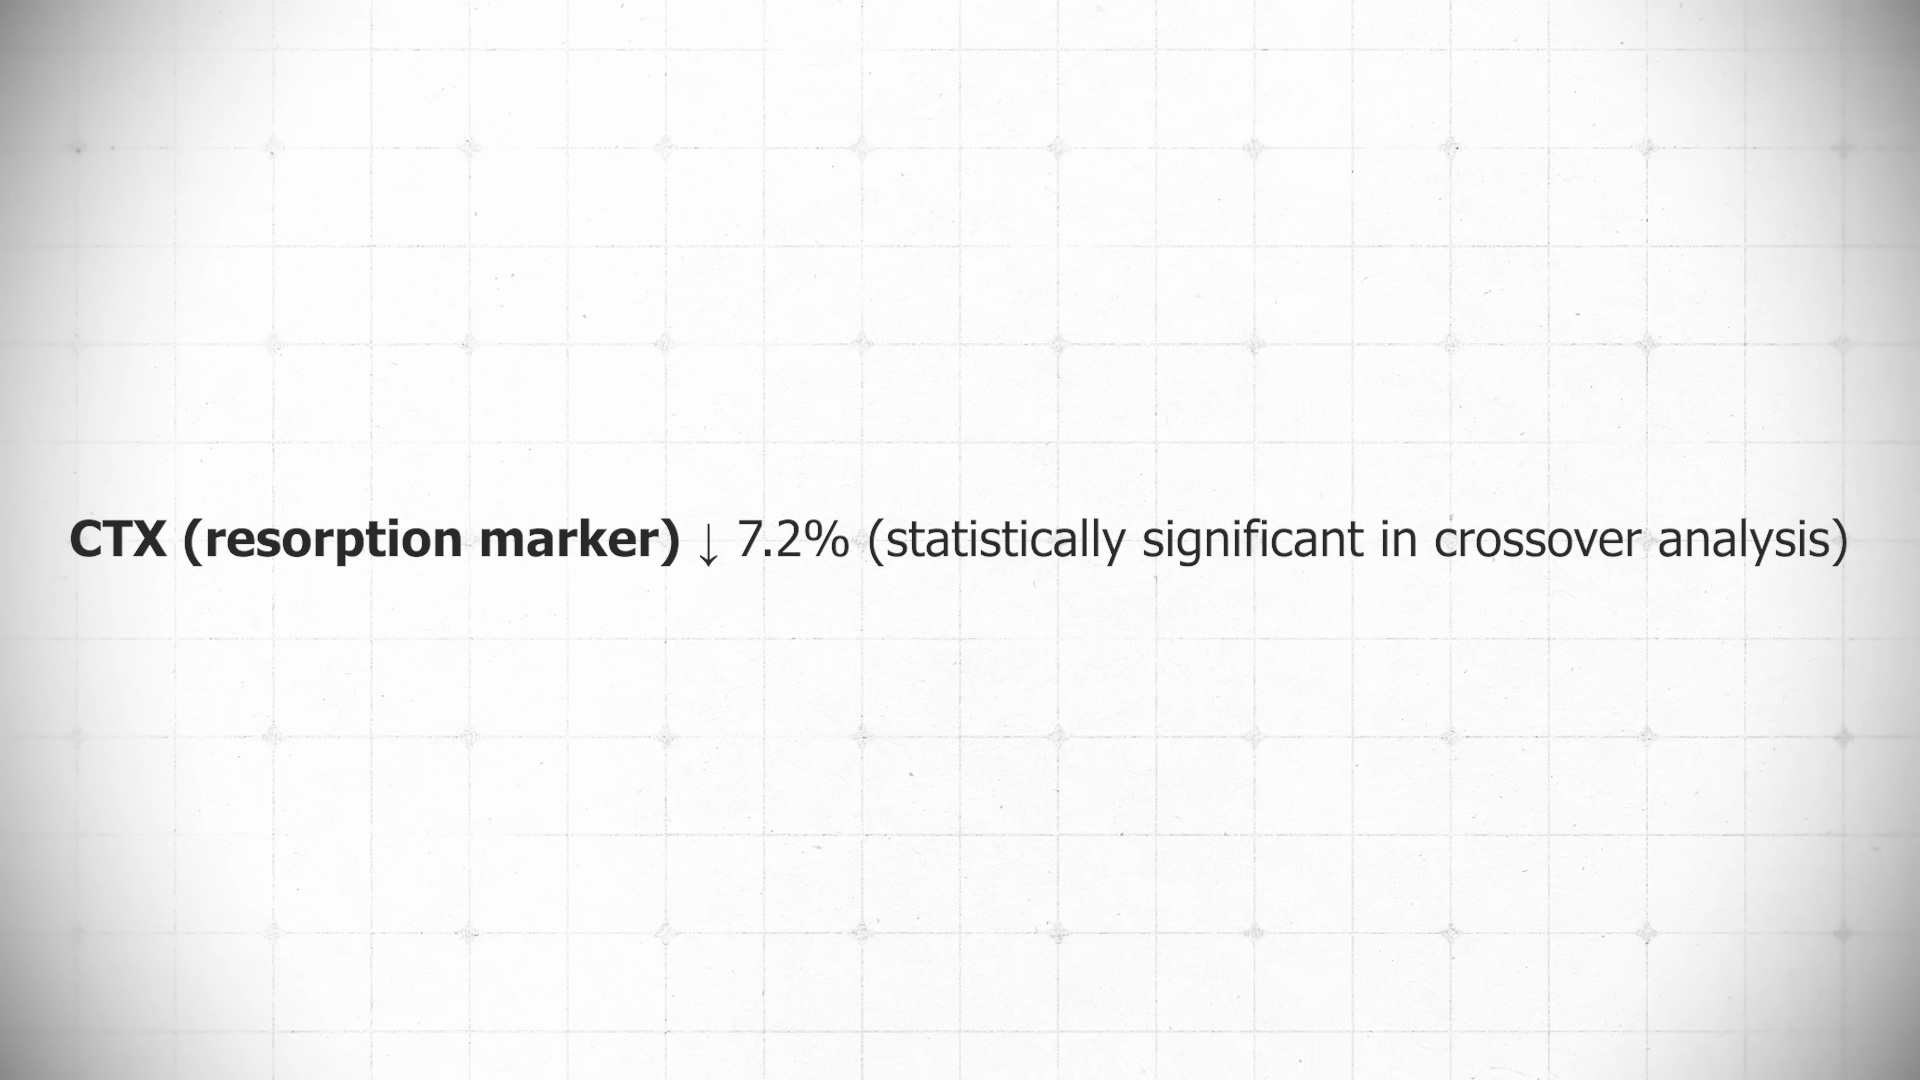 CTX (resorption marker) ↓ 7.2% (statistically significant in crossover analysis)